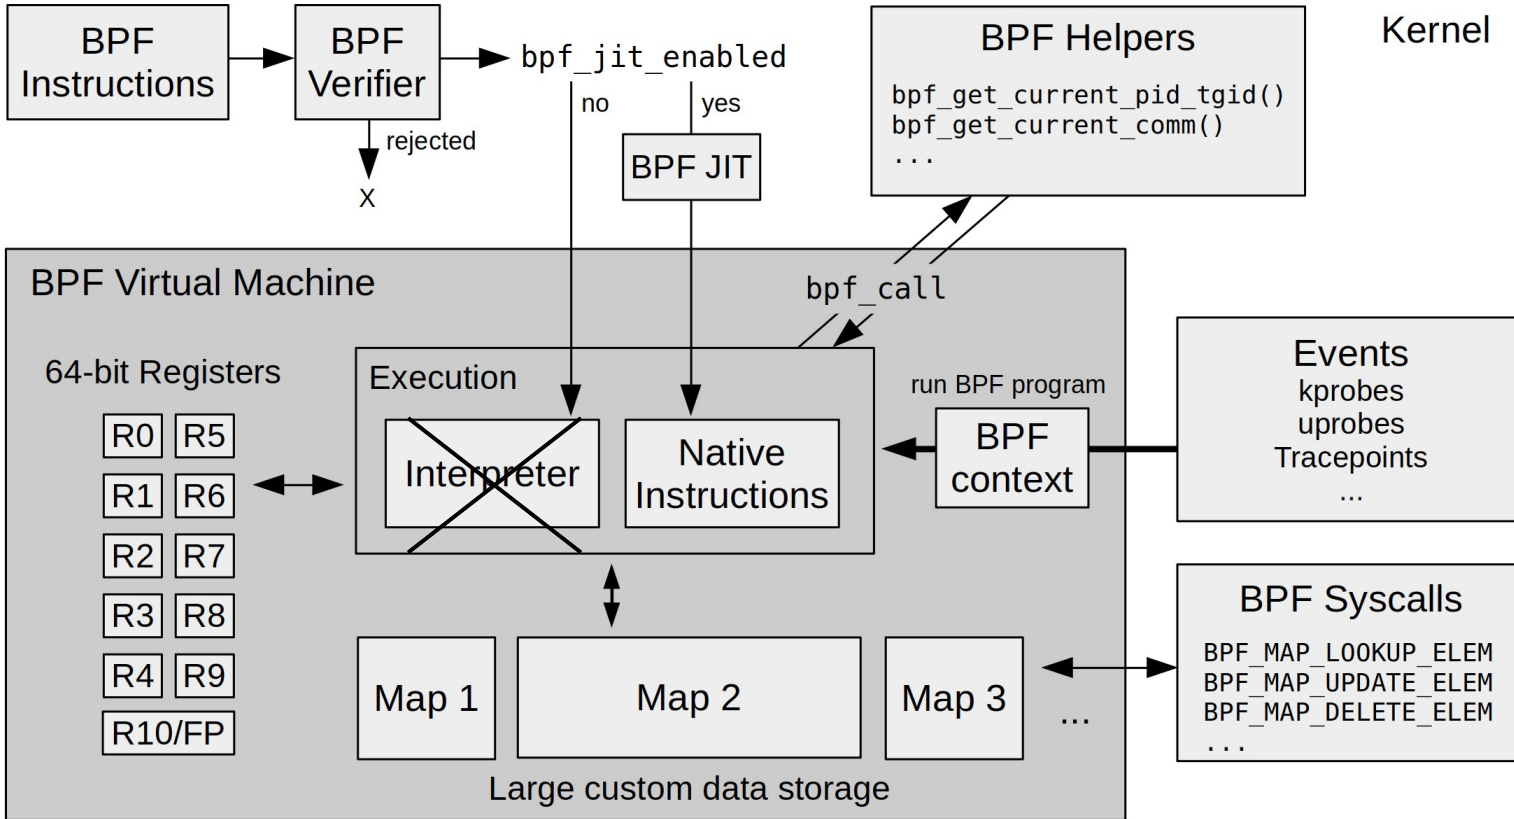 BPF
Instructions
BPF
Verifier
bpf_jit_enabled
BPF Helpers
bpf_get_current_pid_tgid()
bpf_get_current_comm()
...
Kernel
no
yes
rejected
X
BPF JIT
BPF Virtual Machine
bpf_call
64-bit Registers
R0
R5
R1
R6
R2
R7
R3
R8
R4
R9
R10/FP
Execution
Interpreter
Native
Instructions
run BPF program
BPF
context
Events
kprobes
uprobes
Tracepoints
...
Map 1
Map 2
Map 3
...
Large custom data storage
BPF Syscalls
BPF_MAP_LOOKUP_ELEM
BPF_MAP_UPDATE_ELEM
BPF_MAP_DELETE_ELEM
...